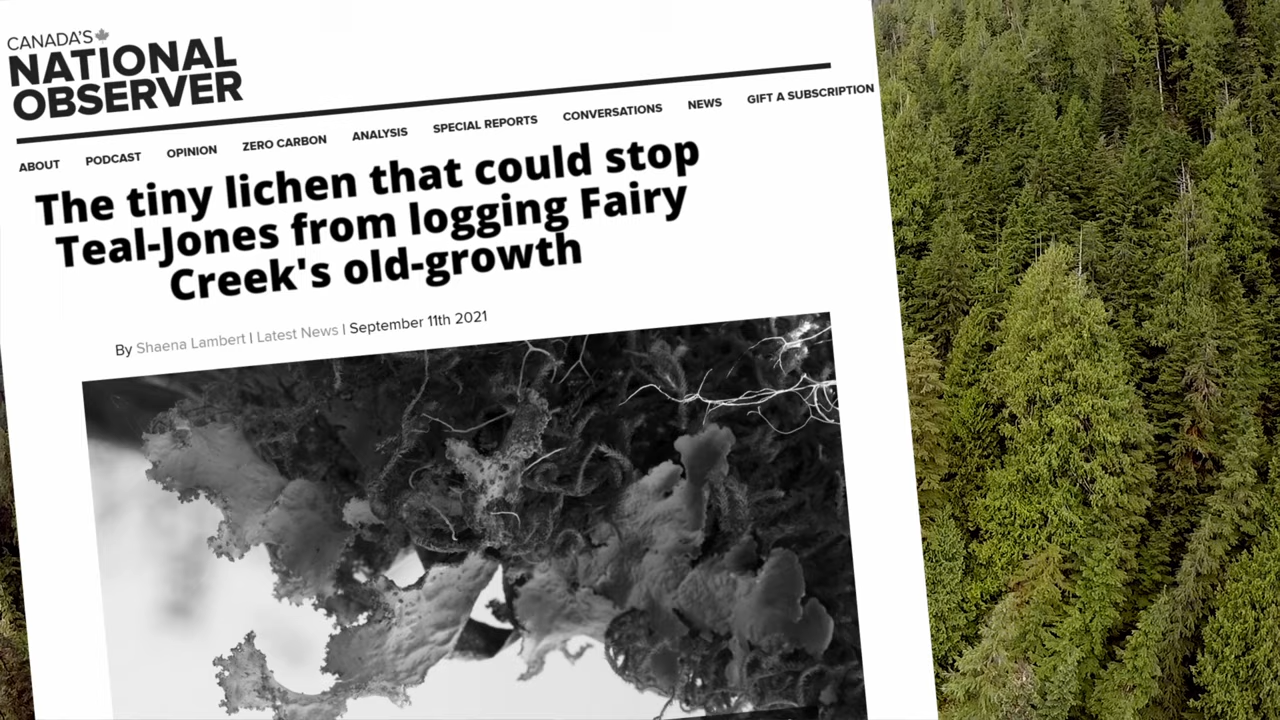 CANADA'S
NATIONAL
OBSERVER
ABOUT PODCAST OPINION ZERO CARBON ANALYSIS SPECIAL REPORTS CONVERSATIONS NEWS GIFT A SUBSCRIPTION
The tiny lichen that could stop
Teal-Jones from logging Fairy
Creek's old-growth
By Shaena Lambert | Latest News | September 11th 2021